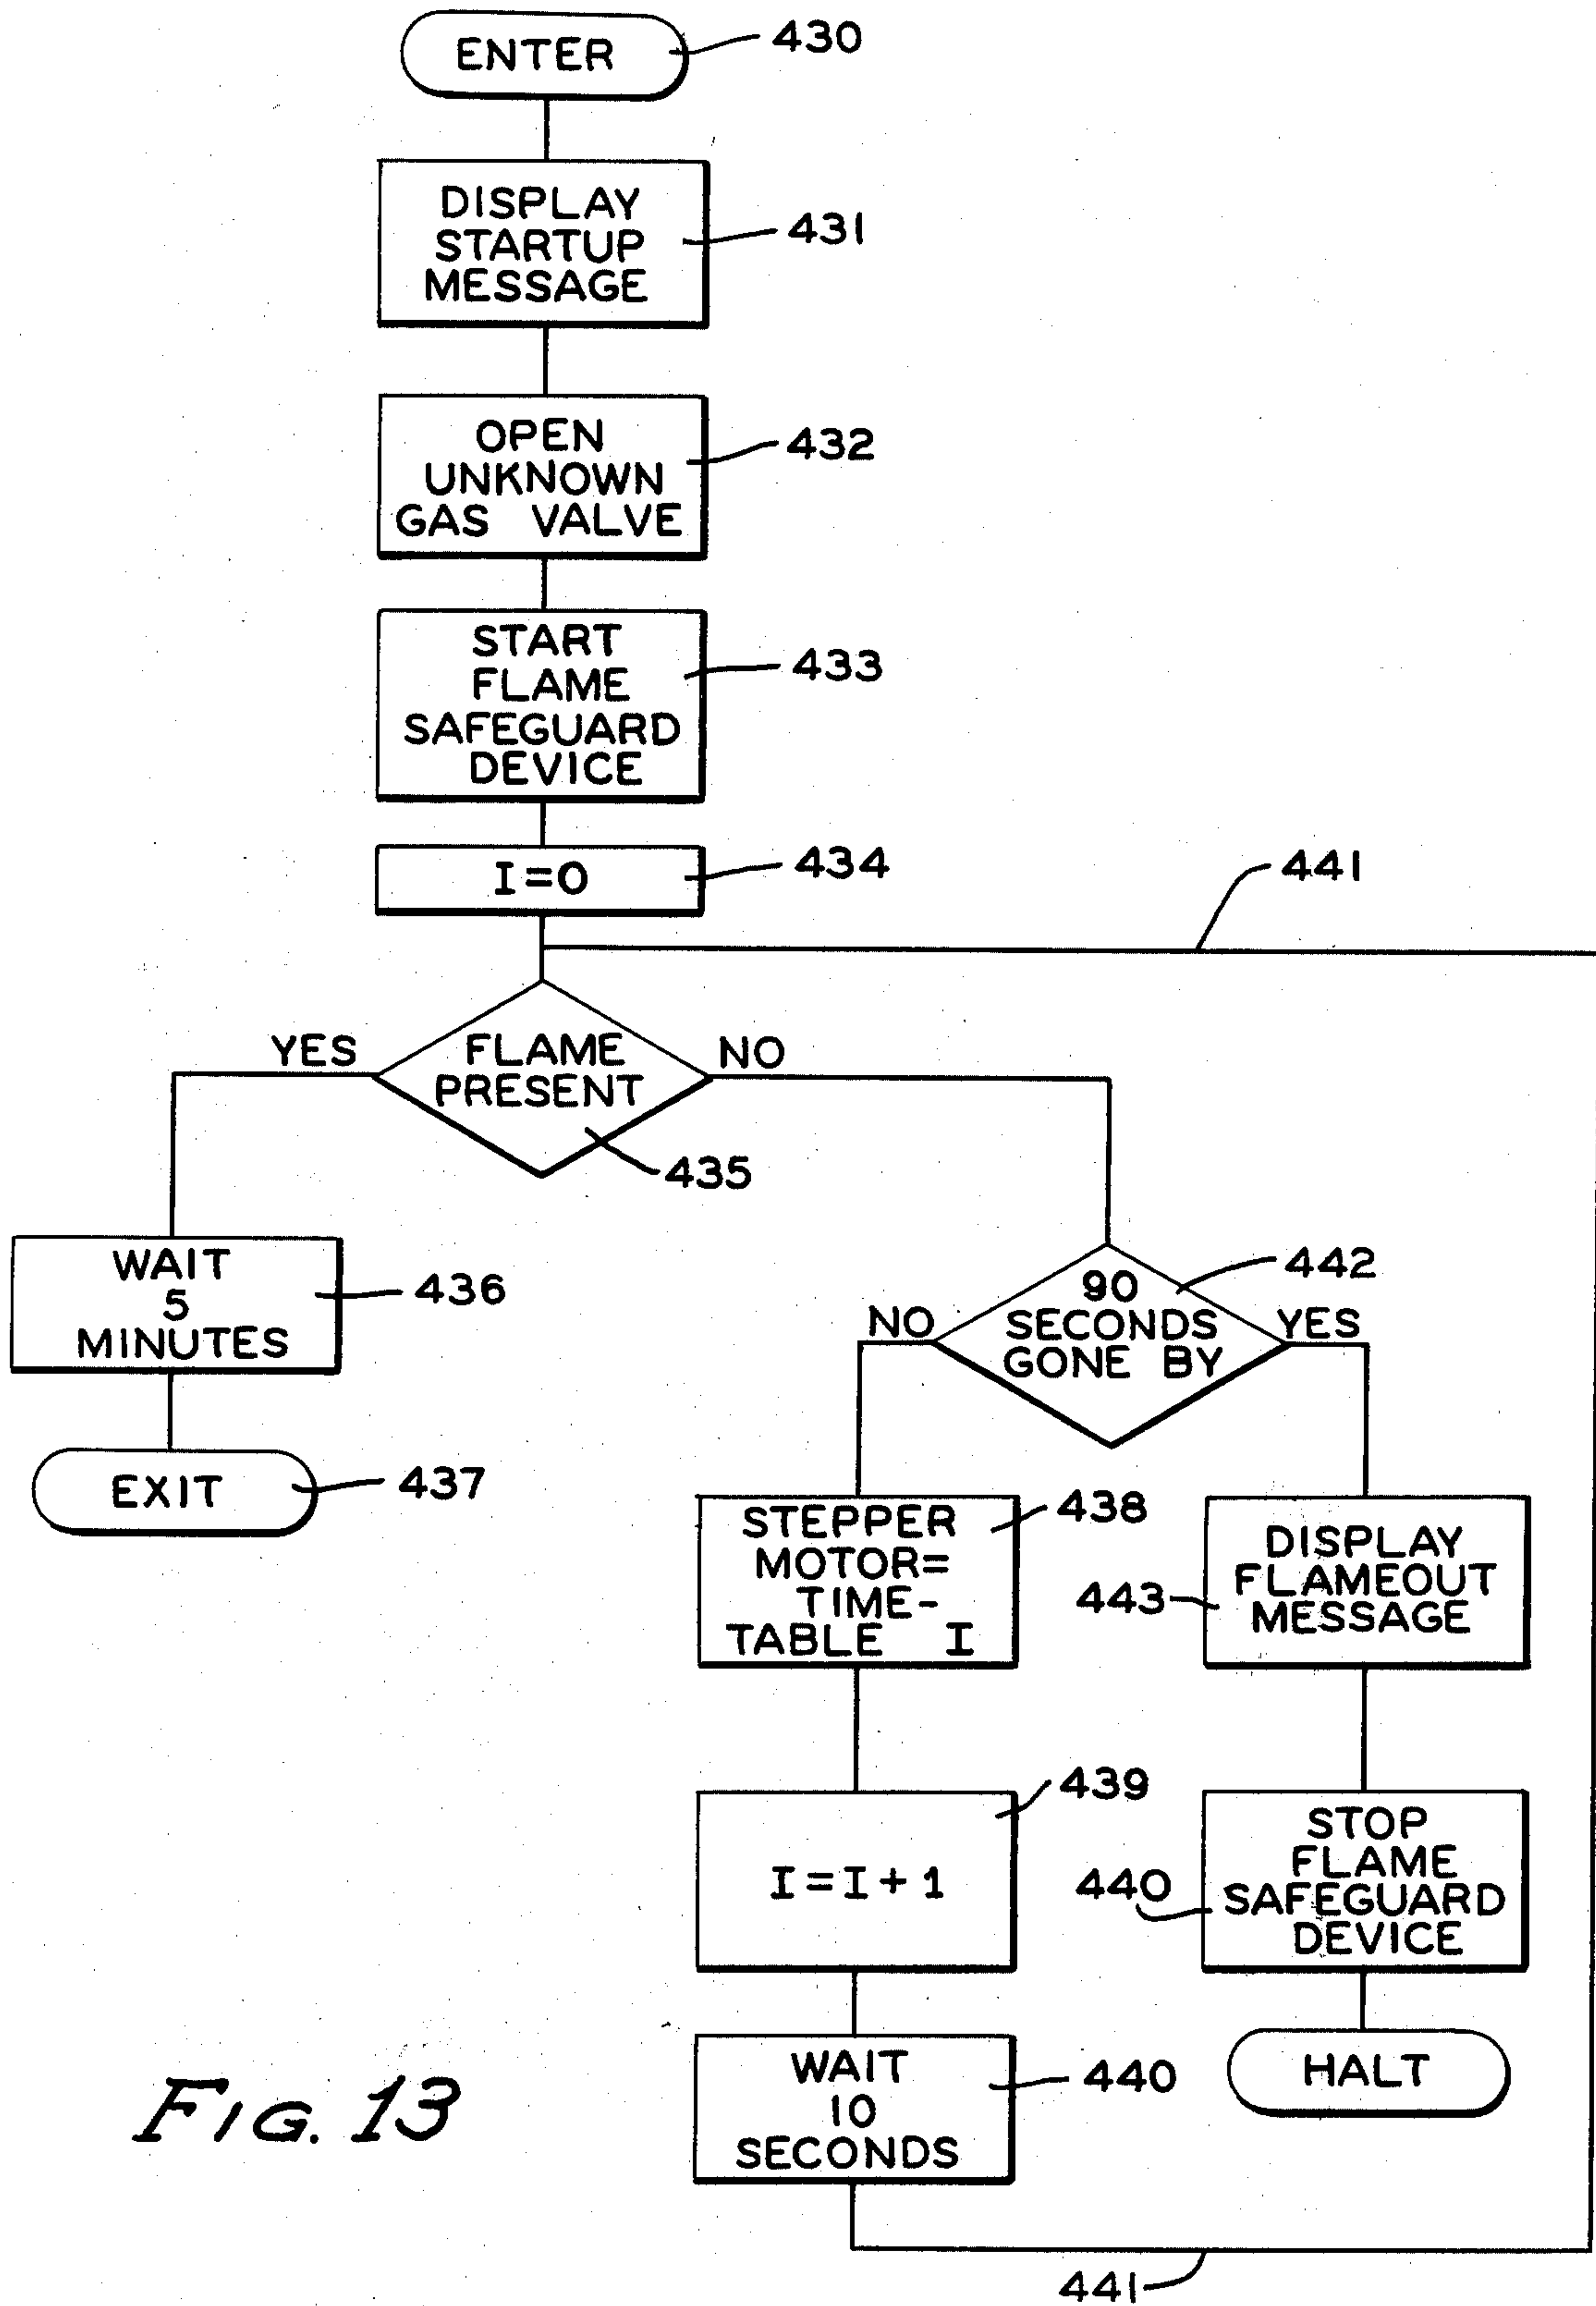 ENTER
430
DISPLAY
STARTUP
MESSAGE
431
OPEN
UNKNOWN
GAS VALVE
432
START
FLAME
SAFEGUARD
DEVICE
433
I=0
434
441
YES
FLAME
PRESENT
NO
435
WAIT
5
MINUTES
436
EXIT
437
NO
90
SECONDS
GONE BY
YES
442
STEPPER
MOTOR=
TIME-
TABLE I
438
DISPLAY
FLAMEOUT
MESSAGE
443
I=I+1
439
STOP
FLAME
SAFEGUARD
DEVICE
440
WAIT
10
SECONDS
440
HALT
441
FIG. 13